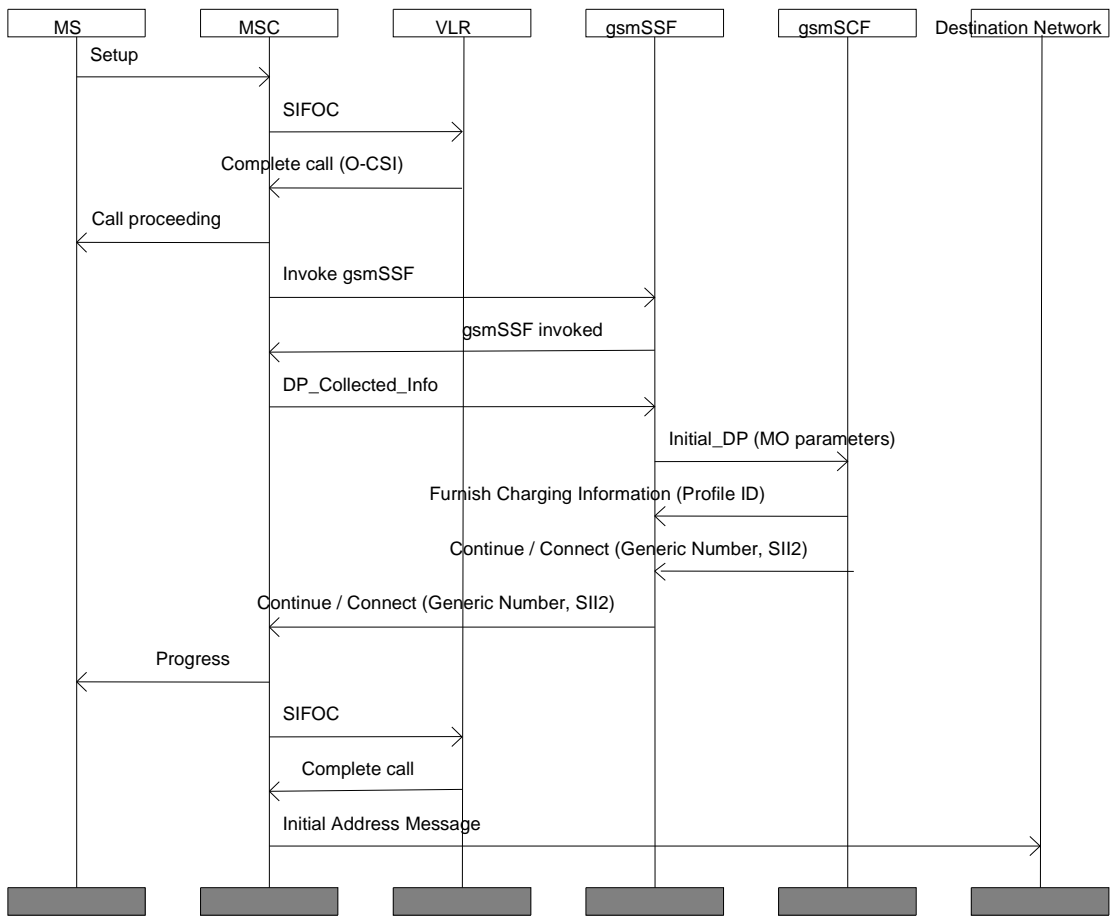 MS
MSC
VLR
gsmSSF
gsmSCF
Destination Network
Setup
SIFOC
Complete call (O-CSI)
Call proceeding
Invoke gsmSSF
gsmSSF invoked
DP_Collected_Info
Initial_DP (MO parameters)
Furnish Charging Information (Profile ID)
Continue / Connect (Generic Number, SII2)
Continue / Connect (Generic Number, SII2)
Progress
SIFOC
Complete call
Initial Address Message